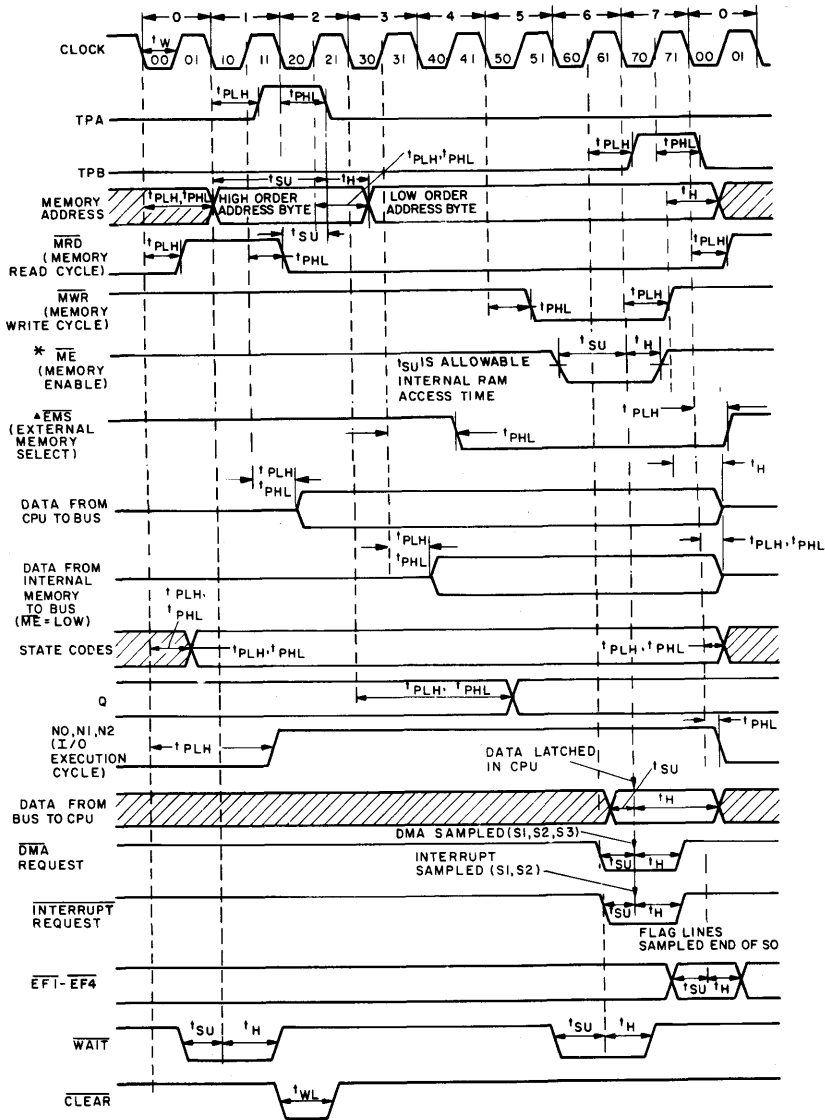 0 1 2 3 4 5 6 7 0
CLOCK
tW
00 01 10 11 20 21 30 31 40 41 50 51 60 61 70 71 00 01
tPLH tPHL
TPA
tPLH, tPHL
tPLH tPHL
TPB
tSU tH
MEMORY
ADDRESS
tPLH, tPHL
HIGH ORDER
ADDRESS BYTE
LOW ORDER
ADDRESS BYTE
tH
tSU
MRD
(MEMORY
READ CYCLE)
tPLH
tPHL
tPLH
MWR
(MEMORY
WRITE CYCLE)
tPHL
tPLH
* ME
(MEMORY
ENABLE)
tSU tH
tSU IS ALLOWABLE
INTERNAL RAM
ACCESS TIME
tPLH
▲EMS
(EXTERNAL
MEMORY
SELECT)
tPHL
tH
tPLH
tPHL
DATA FROM
CPU TO BUS
tPLH
tPHL
tPLH, tPHL
DATA FROM
INTERNAL
MEMORY
TO BUS
(ME = LOW)
tPLH,
tPHL
STATE CODES
tPLH, tPHL
tPLH, tPHL
Q
tPLH, tPHL
tPHL
N0, N1, N2
(I/O
EXECUTION
CYCLE)
tPLH
DATA LATCHED
IN CPU
tSU
DATA FROM
BUS TO CPU
tH
DMA SAMPLED (S1, S2, S3)
DMA
REQUEST
tSU tH
INTERRUPT
SAMPLED (S1, S2)
INTERRUPT
REQUEST
tSU tH
FLAG LINES
SAMPLED END OF S0
EF1-EF4
tSU tH
WAIT
tSU tH
tSU tH
CLEAR
tWL